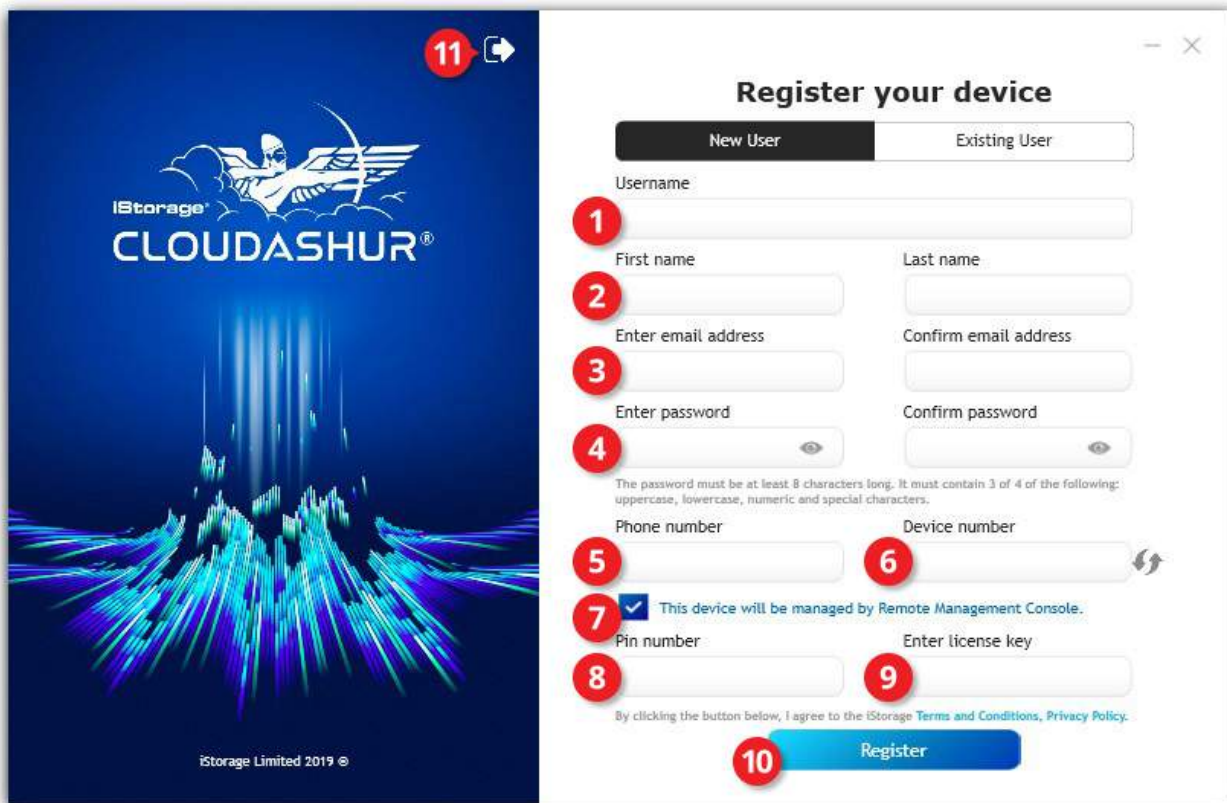 11
iStorage®
CLOUDASHUR®
iStorage Limited 2019 ®
Register your device
New User Existing User
Username
1
First name Last name
2
Enter email address Confirm email address
3
Enter password Confirm password
4
The password must be at least 8 characters long. It must contain 3 of 4 of the following:
uppercase, lowercase, numeric and special characters.
Phone number Device number
5 6
7 This device will be managed by Remote Management Console.
Pin number Enter license key
8 9
By clicking the button below, I agree to the iStorage Terms and Conditions, Privacy Policy.
10 Register